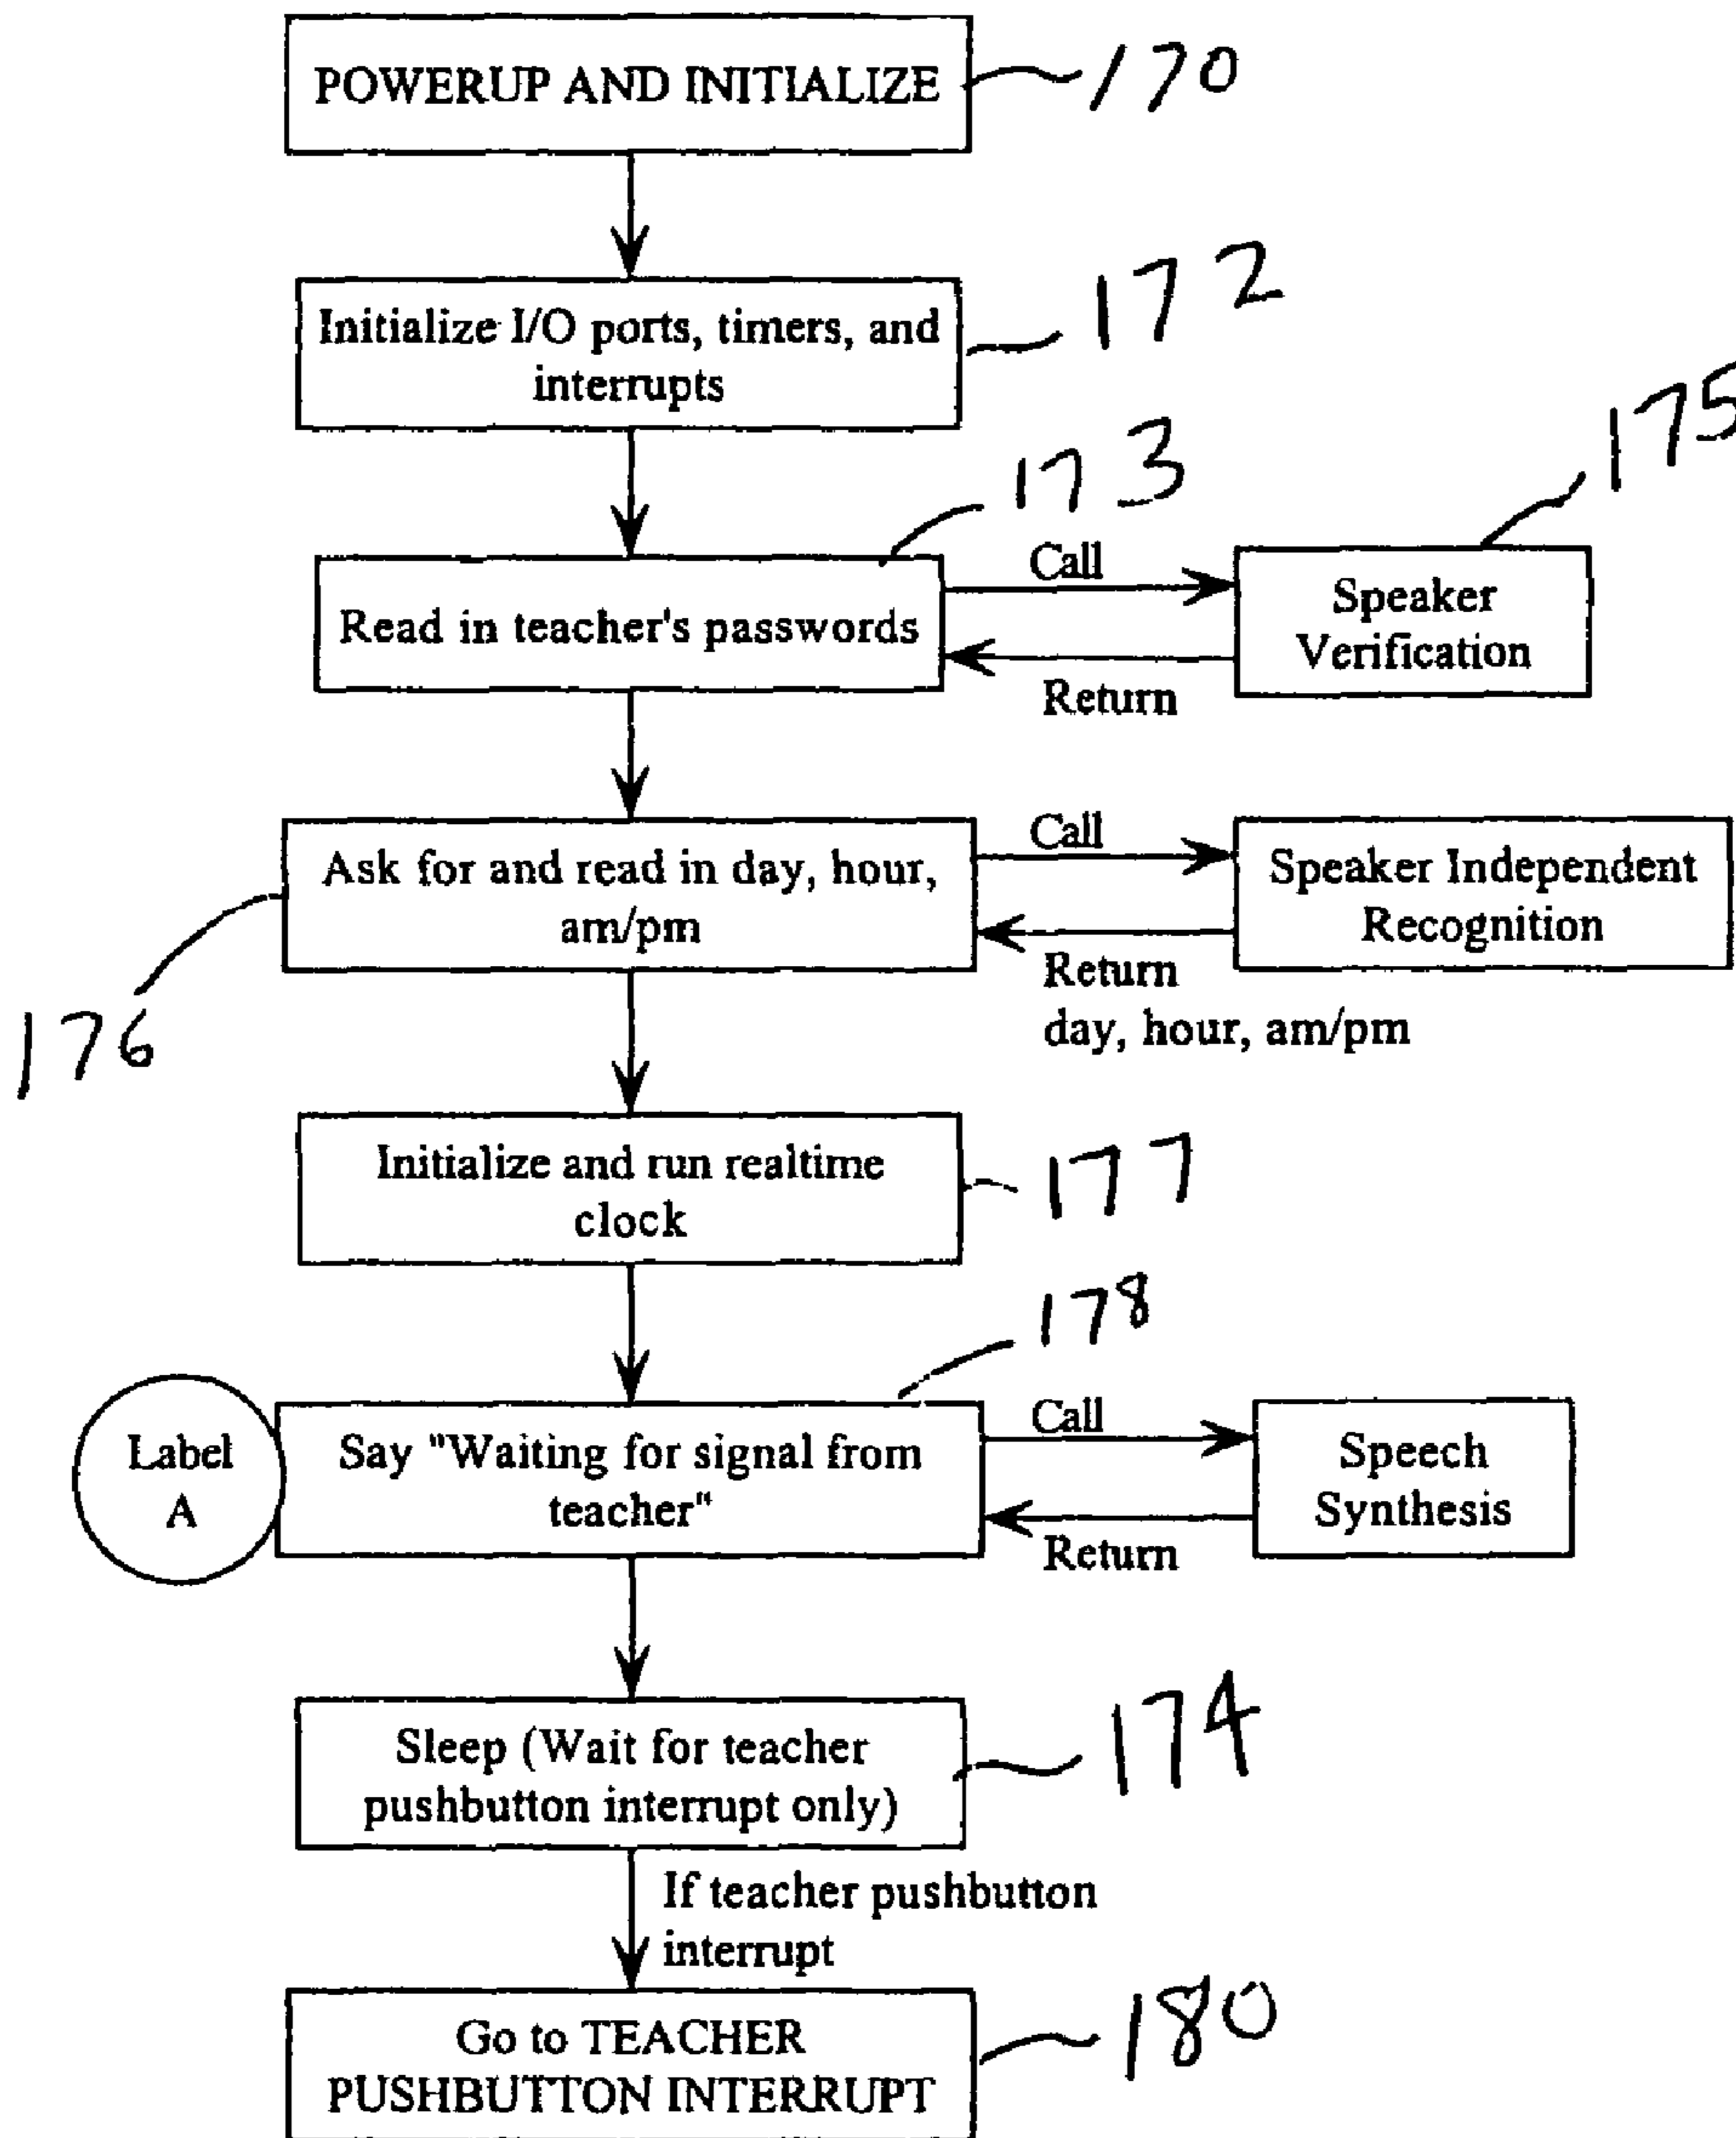 POWERUP AND INITIALIZE
170
Initialize I/O ports, timers, and
interrupts
172
173
175
Read in teacher's passwords
Call
Return
Speaker
Verification
Ask for and read in day, hour,
am/pm
176
Call
Return
day, hour, am/pm
Speaker Independent
Recognition
Initialize and run realtime
clock
177
178
Label
A
Say "Waiting for signal from
teacher"
Call
Return
Speech
Synthesis
Sleep (Wait for teacher
pushbutton interrupt only)
174
If teacher pushbutton
interrupt
Go to TEACHER
PUSHBUTTON INTERRUPT
180